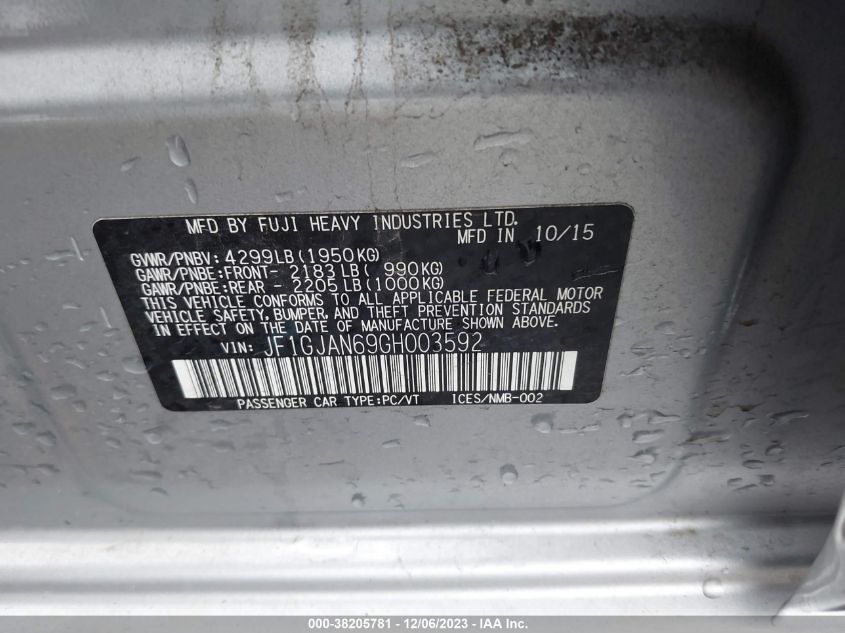 MFD BY FUJI HEAVY INDUSTRIES LTD.
MFD IN 10/15
GVWR/PNBV: 4299LB(1950KG)
GAWR/PNBE:FRONT- 2183LB( 990KG)
GAWR/PNBE:REAR - 2205LB(1000KG)
THIS VEHICLE CONFORMS TO ALL APPLICABLE FEDERAL MOTOR
VEHICLE SAFETY, BUMPER, AND THEFT PREVENTION STANDARDS
IN EFFECT ON THE DATE OF MANUFACTURE SHOWN ABOVE.
VIN: JF1GJAN69GH003592
PASSENGER CAR TYPE:PC/VT ICES/NMB-002
000-38205781 - 12/06/2023 - IAA Inc.